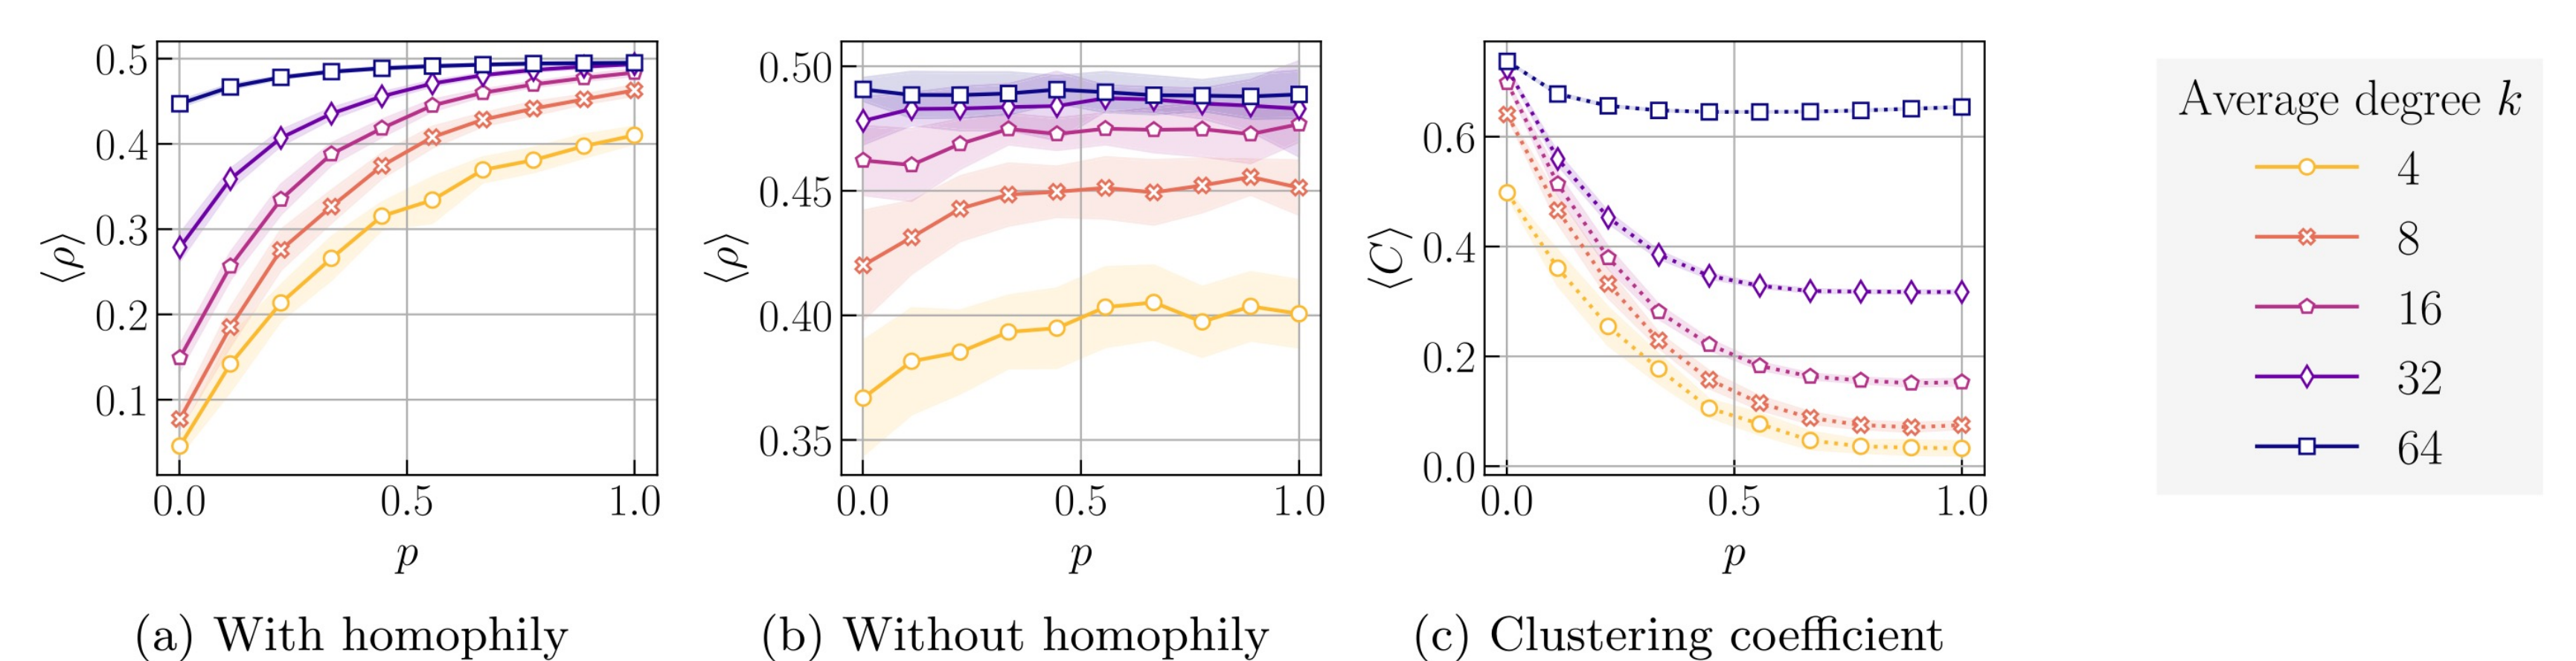 0.5
0.4
0.3
0.2
0.1
⟨ρ⟩
0.0 0.5 1.0
p
(a) With homophily
0.50
0.45
0.40
0.35
⟨ρ⟩
0.0 0.5 1.0
p
(b) Without homophily
0.6
0.4
0.2
0.0
⟨C⟩
0.0 0.5 1.0
p
(c) Clustering coefficient
Average degree k
4
8
16
32
64